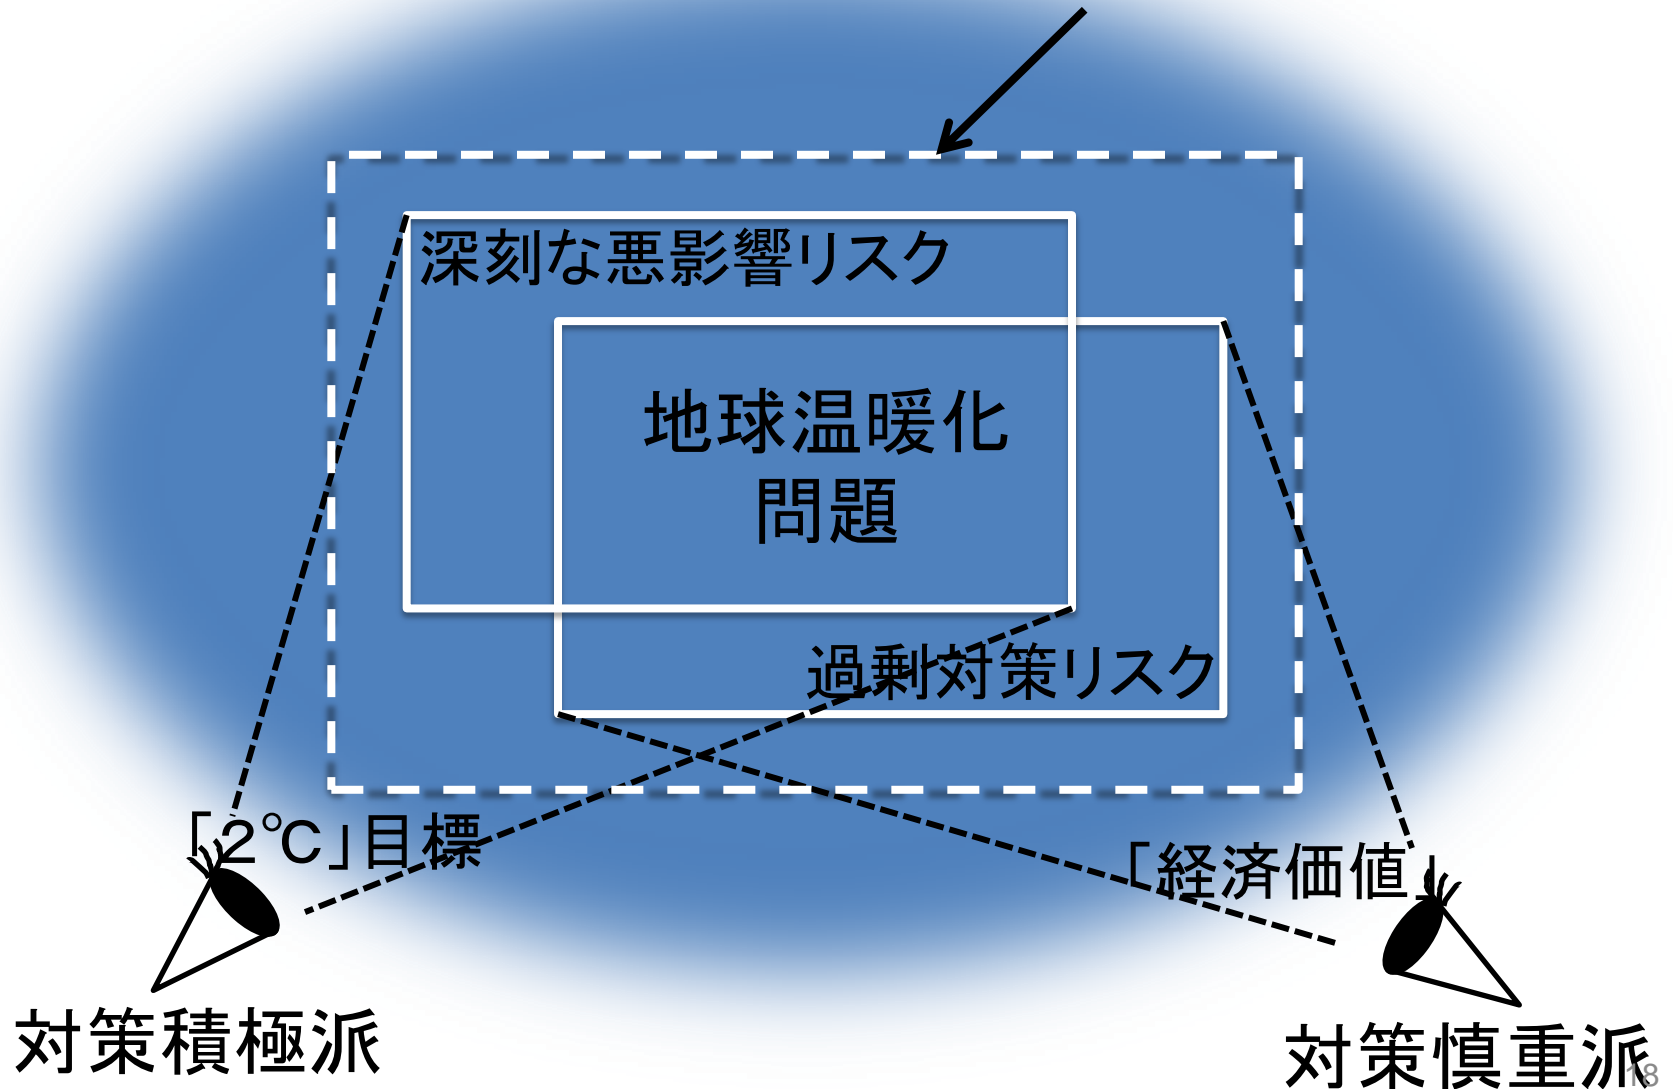 深刻な悪影響リスク
地球温暖化
問題
過剰対策リスク
「2℃」目標
「経済価値」
対策積極派
対策慎重派
18